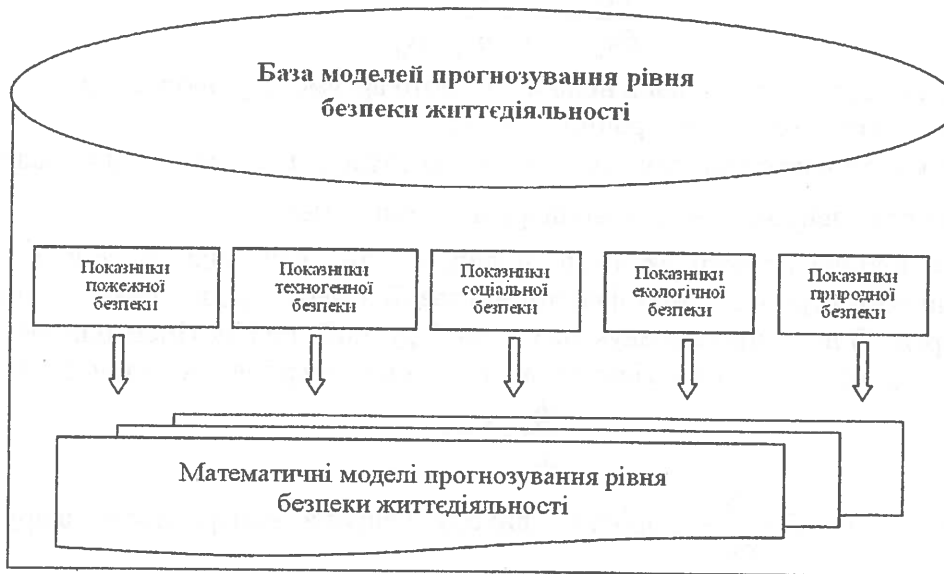 База моделей прогнозування рівня
безпеки життєдіяльності
Показники
пожежної
безпеки
Показники
техногенної
безпеки
Показники
соціальної
безпеки
Показники
екологічної
безпеки
Показники
природної
безпеки
Математичні моделі прогнозування рівня
безпеки життєдіяльності